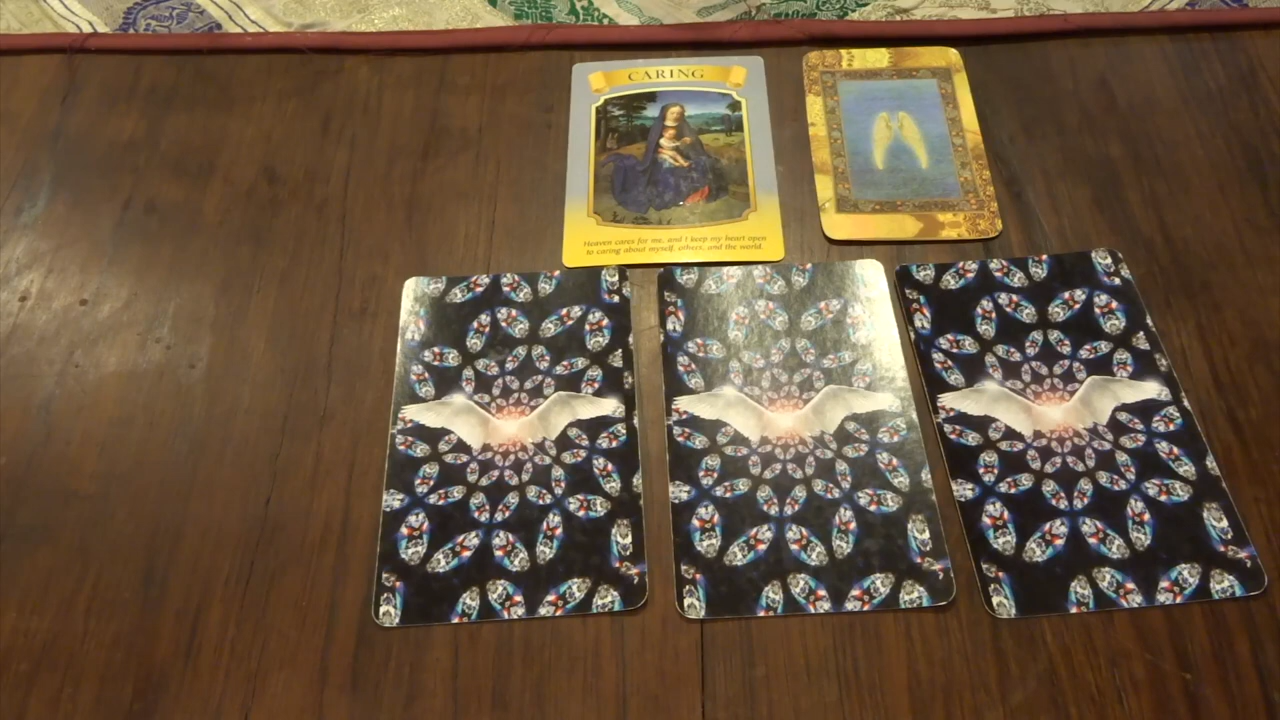 CARING
Heaven cares for me, and I keep my heart open
to caring about myself, others, and the world.